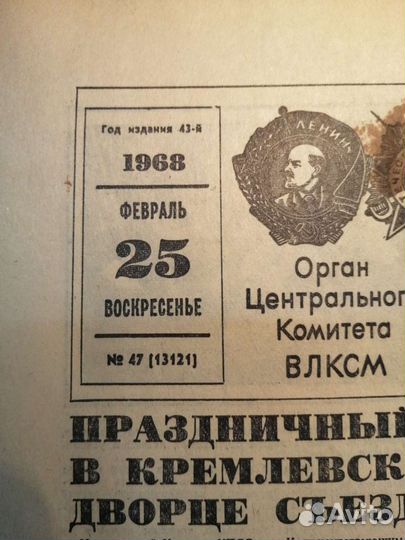 Год издания 43-й
1968
ФЕВРАЛЬ
25
ВОСКРЕСЕНЬЕ
№ 47 (13121)
ЛЕНИН
Орган
Центральног
Комитета
ВЛКСМ
ПРАЗДНИЧНЫЙ
В КРЕМЛЕВСК
ДВОРЦЕ СЪЕЗД
Avito